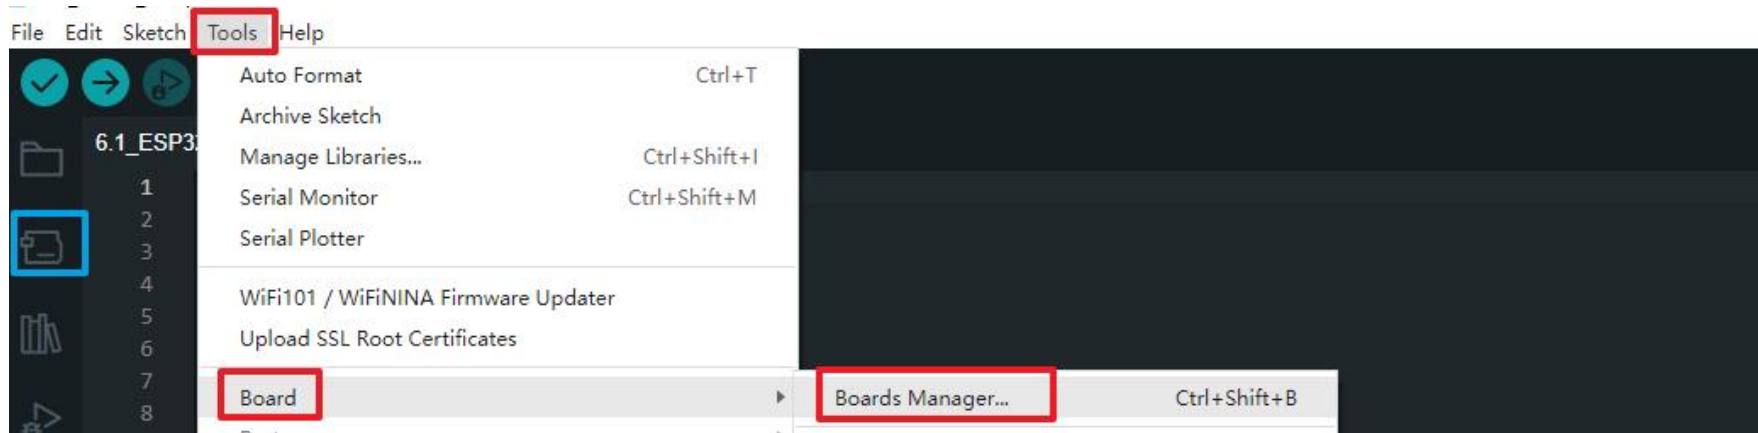 File Edit Sketch Tools Help
Auto Format Ctrl+T
Archive Sketch
6.1_ESP3
Manage Libraries... Ctrl+Shift+I
1
Serial Monitor Ctrl+Shift+M
2
Serial Plotter
3
4
WiFi101 / WiFiNINA Firmware Updater
5
Upload SSL Root Certificates
6
7
Board Boards Manager... Ctrl+Shift+B
8